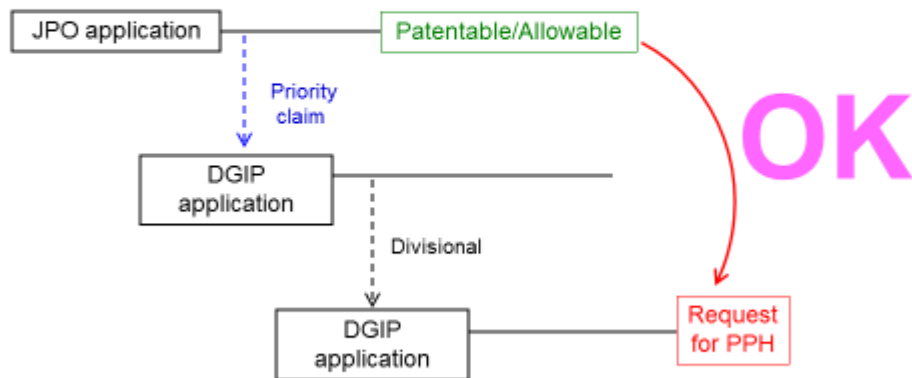 JPO application
Patentable/Allowable
Priority
claim
OK
DGIP
application
Divisional
DGIP
application
Request
for PPH